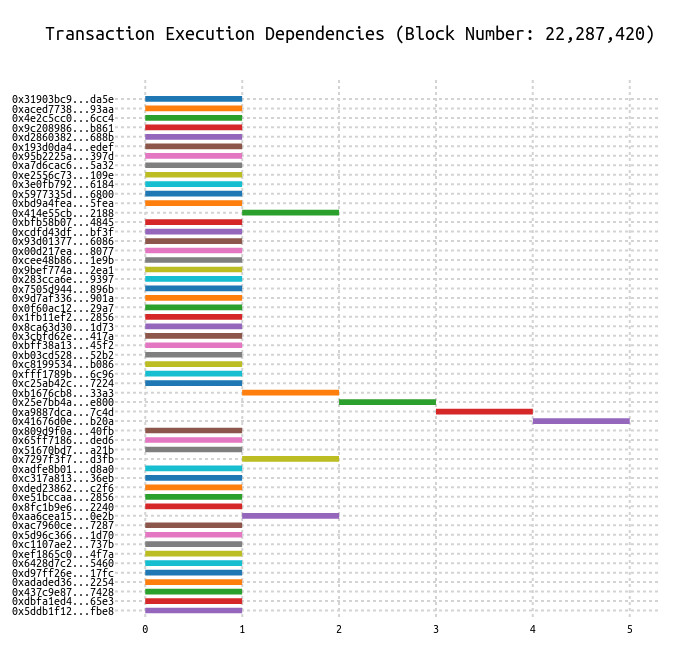 Transaction Execution Dependencies (Block Number: 22,287,420)
0x31903bc9...da5e
0xaced7738...93aa
0x4e2c5cc0...6cc4
0x9c208986...b861
0xd2860382...688b
0x193d0da4...edef
0x95b2225a...397d
0xa7d6cac6...5a32
0xe2556c73...109e
0x3e0fb792...6184
0x5977335d...6800
0xbd9a4fea...5fea
0x414e55cb...2188
0xbfb58b07...4845
0xcdfd43df...bf3f
0x93d01377...6086
0x00d217ea...8077
0xcee48b86...1e9b
0x9bef774a...2ea1
0x283cca6e...9397
0x7505d944...896b
0x9d7af336...901a
0x0f60ac12...29a7
0x1fb11ef2...2856
0x8ca63d30...1d73
0x3cbfd62e...417a
0xbff38a13...45f2
0xb03cd528...52b2
0xc8199534...b086
0xfff1789b...6c96
0xc25ab42c...7224
0xb1676cb8...33a3
0x25e7bb4a...e800
0xa9887dca...7c4d
0x41676d0e...b20a
0x809d9f0a...40fb
0x65ff7186...ded6
0x51670bd7...a21b
0x7297f3f7...d3fb
0xadfe8b01...d8a0
0xc317a813...36eb
0xded23862...c2f6
0xe51bccaa...2856
0x8fc1b9e6...2240
0xaa6cea15...0e2b
0xac7960ce...7287
0x5d96c366...1d70
0xc1107ae2...737b
0xef1865c0...4f7a
0x6428d7c2...5460
0xd97ff26e...17fc
0xadaded36...2254
0x437c9e87...7428
0xdbfa1ed4...65e3
0x5ddb1f12...fbe8
0 1 2 3 4 5